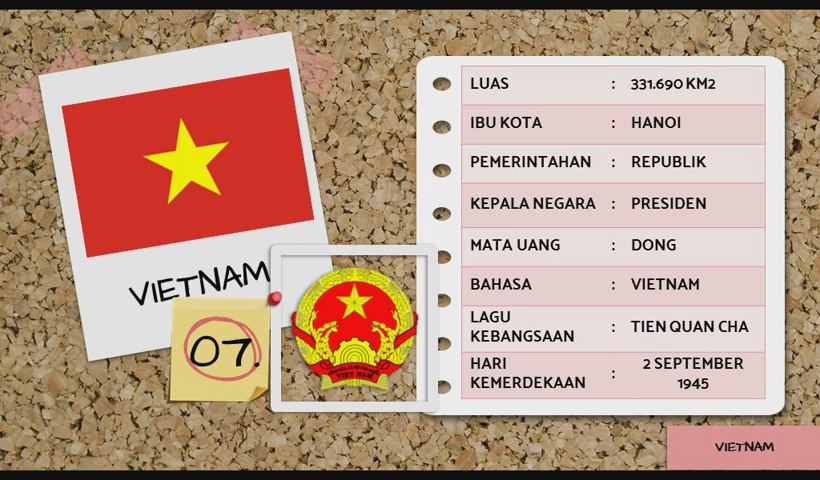 VIETNAM
07.
VIET NAM
LUAS : 331.690 KM2
IBU KOTA : HANOI
PEMERINTAHAN : REPUBLIK
KEPALA NEGARA : PRESIDEN
MATA UANG : DONG
BAHASA : VIETNAM
LAGU
KEBANGSAAN : TIEN QUAN CHA
HARI
KEMERDEKAAN : 2 SEPTEMBER
1945
VIETNAM